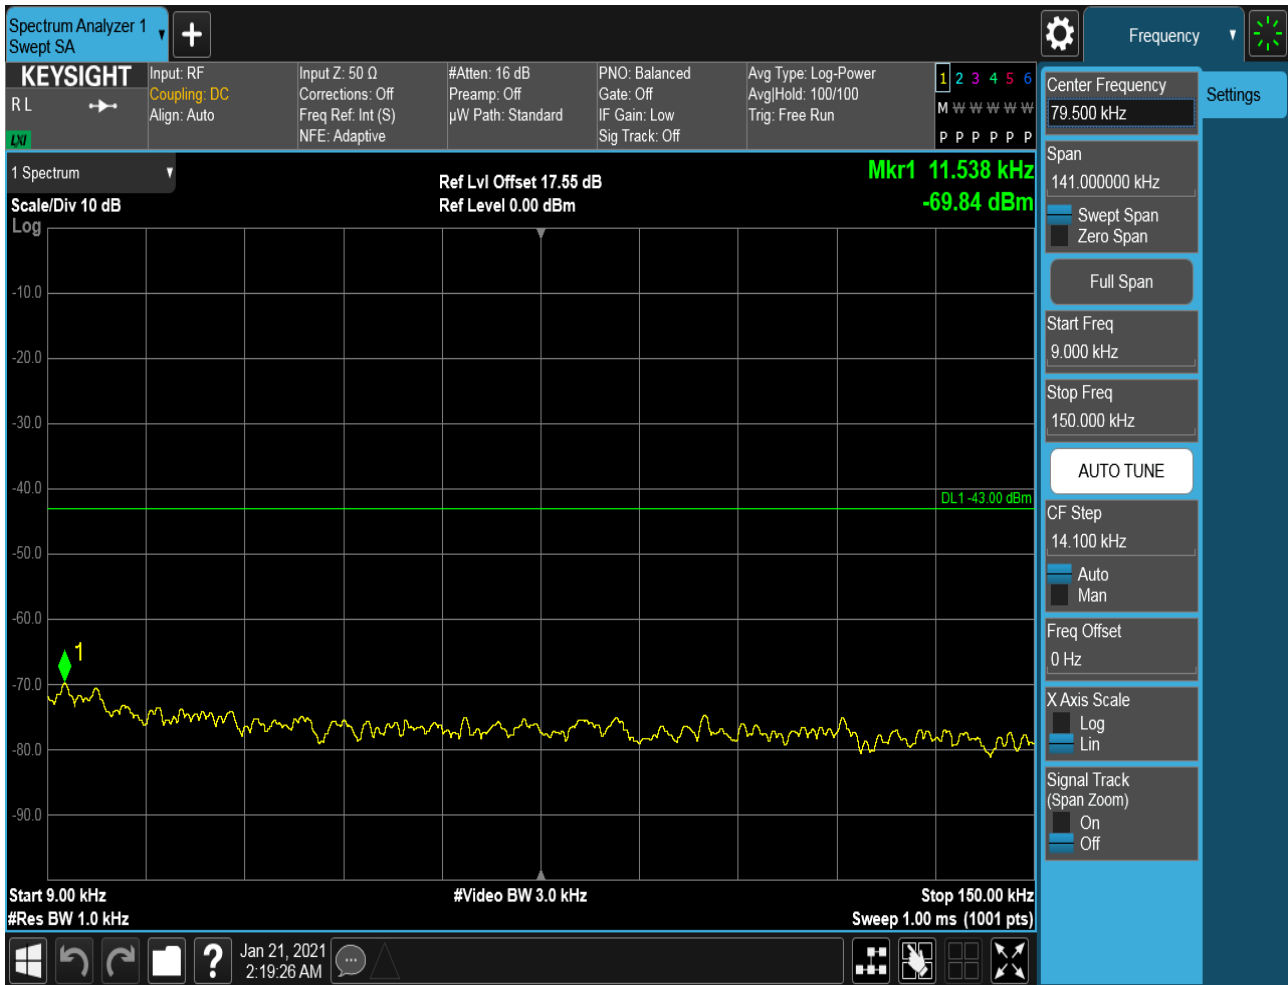 Spectrum Analyzer 1
Swept SA
Frequency
KEYSIGHT
R L
LXI
Input: RF
Coupling: DC
Align: Auto
Input Z: 50 Ω
Corrections: Off
Freq Ref: Int (S)
NFE: Adaptive
#Atten: 16 dB
Preamp: Off
µW Path: Standard
PNO: Balanced
Gate: Off
IF Gain: Low
Sig Track: Off
Avg Type: Log-Power
Avg|Hold: 100/100
Trig: Free Run
1 2 3 4 5 6
M W W W W W
P P P P P P
Center Frequency
79.500 kHz
Settings
Span
141.000000 kHz
Swept Span
Zero Span
Full Span
Start Freq
9.000 kHz
Stop Freq
150.000 kHz
AUTO TUNE
CF Step
14.100 kHz
Auto
Man
Freq Offset
0 Hz
X Axis Scale
Log
Lin
Signal Track
(Span Zoom)
On
Off
1 Spectrum
Scale/Div 10 dB
Log
Ref Lvl Offset 17.55 dB
Ref Level 0.00 dBm
Mkr1 11.538 kHz
-69.84 dBm
-10.0
-20.0
-30.0
-40.0
DL1 -43.00 dBm
-50.0
-60.0
1
-70.0
-80.0
-90.0
Start 9.00 kHz
#Video BW 3.0 kHz
Stop 150.00 kHz
#Res BW 1.0 kHz
Sweep 1.00 ms (1001 pts)
?
Jan 21, 2021
2:19:26 AM